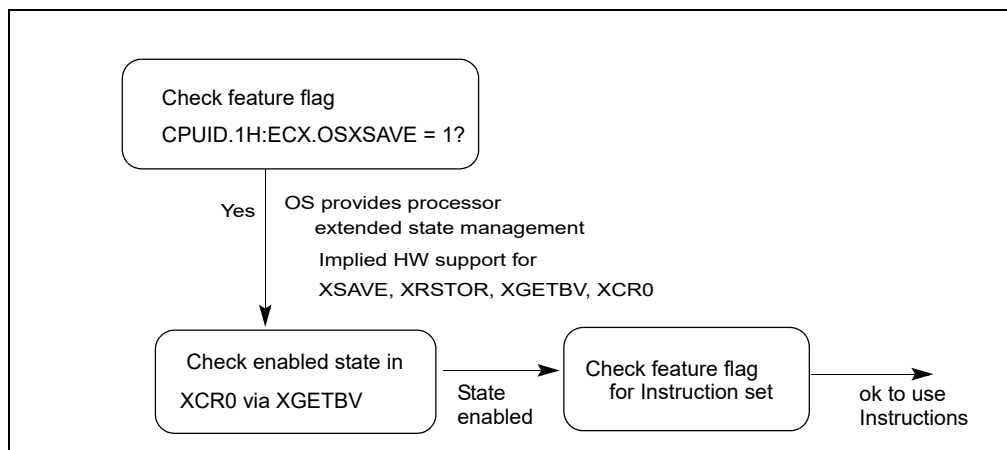 Check feature flag
CPUID.1H:ECX.OSXSAVE = 1?
Yes
OS provides processor
extended state management
Implied HW support for
XSAVE, XRSTOR, XGETBV, XCR0
Check enabled state in
XCR0 via XGETBV
State
enabled
Check feature flag
for Instruction set
ok to use
Instructions